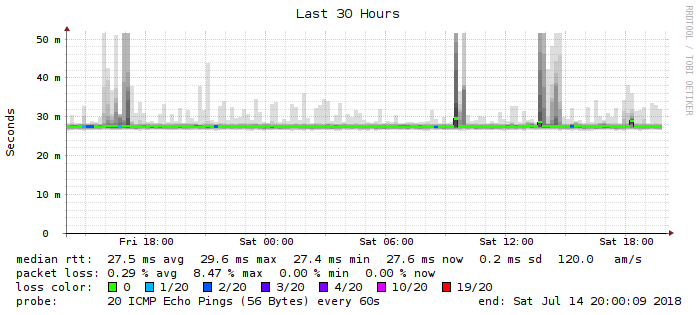 Last 30 Hours
RRDTOOL / TOBI OETIKER
Seconds
50 m
40 m
30 m
20 m
10 m
0
Fri 18:00 Sat 00:00 Sat 06:00 Sat 12:00 Sat 18:00
median rtt: 27.5 ms avg 29.6 ms max 27.4 ms min 27.6 ms now 0.2 ms sd 120.0 am/s
packet loss: 0.29 % avg 8.47 % max 0.00 % min 0.00 % now
loss color: 0 1/20 2/20 3/20 4/20 10/20 19/20
probe: 20 ICMP Echo Pings (56 Bytes) every 60s end: Sat Jul 14 20:00:09 2018